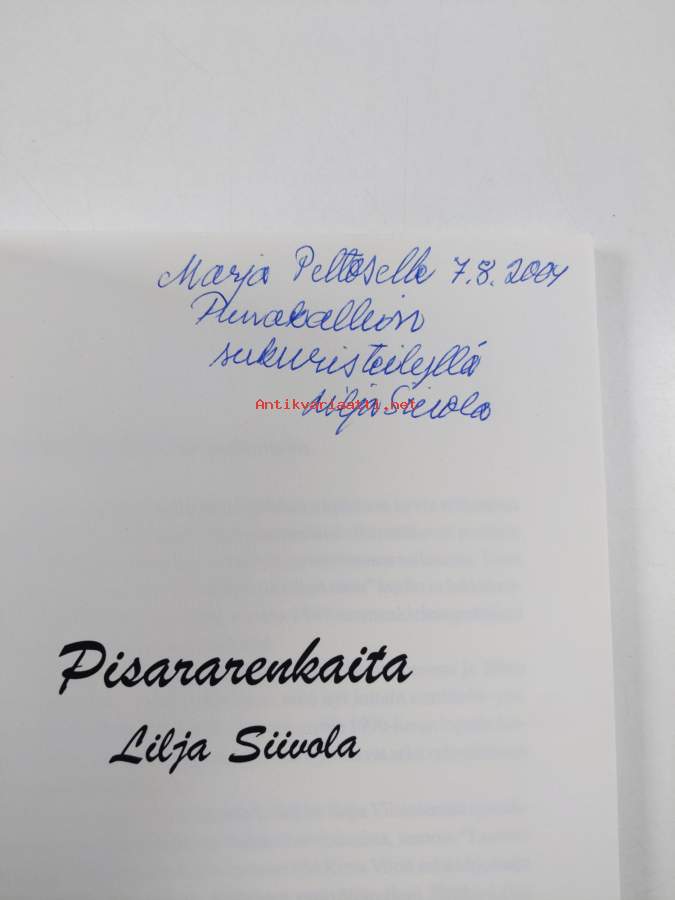 Marja Peltoselle 7.8.2004
Punakallion
sukuristeilyllä
Lilja Siivola
Antikvariaatti.net
Pisararenkaita
Lilja Siivola